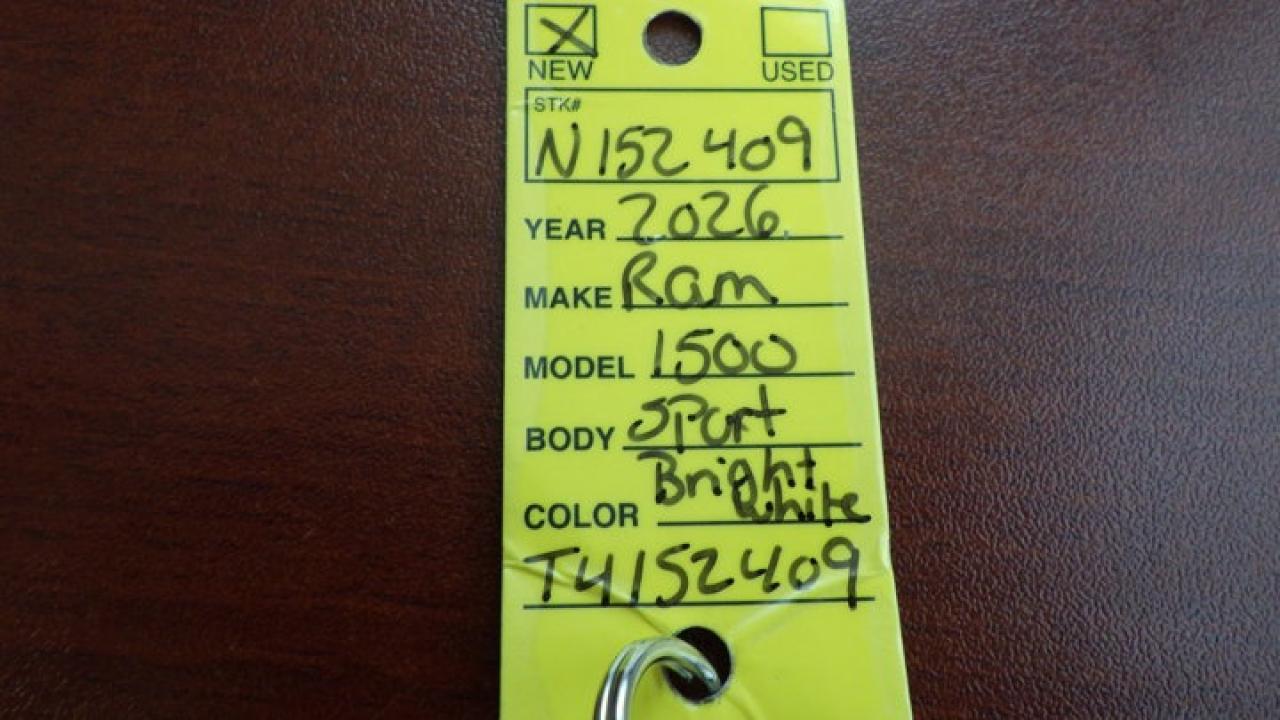 NEW USED
STK#
N152409
YEAR 2026
MAKE Ram
MODEL 1500
BODY Sport
Bright
COLOR White
T4152409